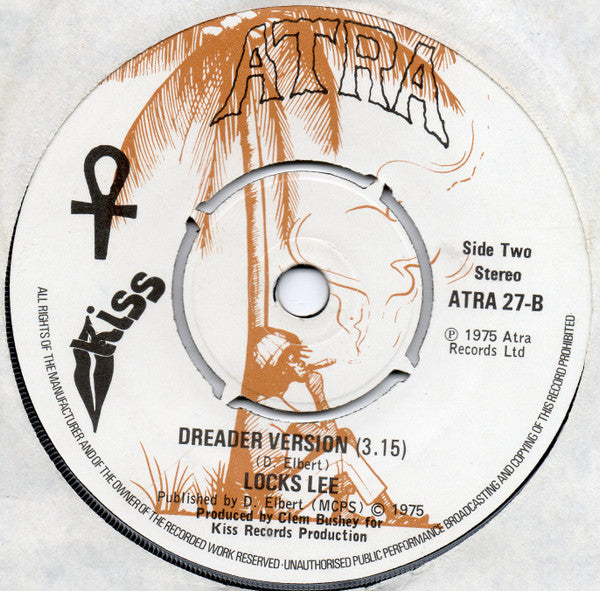 ATRA
Kiss
Side Two
Stereo
ATRA 27-B
Ⓟ 1975 Atra
Records Ltd
DREADER VERSION (3.15)
(D. Elbert)
LOCKS LEE
Published by D. Elbert (MCPS) © 1975
Produced by Clem Bushey for
Kiss Records Production
ALL RIGHTS OF THE MANUFACTURER AND OF THE OWNER OF THE RECORDED WORK RESERVED · UNAUTHORISED PUBLIC PERFORMANCE BROADCASTING AND COPYING OF THIS RECORD PROHIBITED